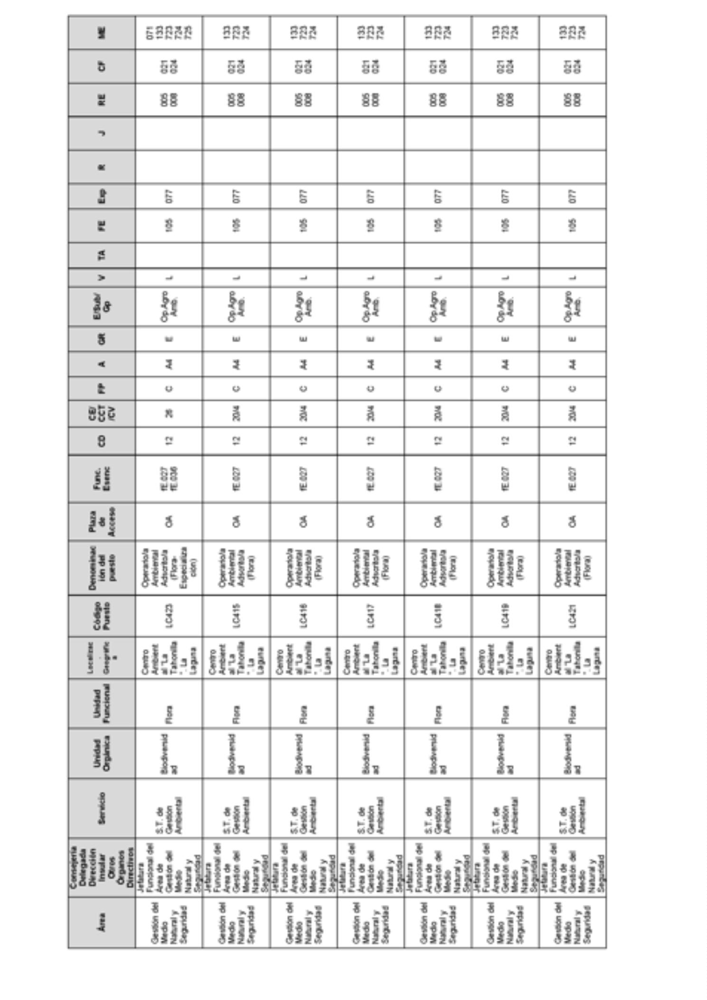 Área
Consejería
Delegada
Dirección
Insular
Otros
Órganos
Directivos
Servicio
Unidad
Orgánica
Unidad
Funcional
Localizac
.
Geográfic
a
Código
Puesto
Denominac
ión del
puesto
Plaza
de
Acceso
Func.
Esenc
CD
CE/
CCT
/CV
FP
A
GR
E/Sub/
Gp
V
TA
FE
Exp
R
J
RE
CF
ME
Gestión del
Medio
Natural y
Seguridad
Jefatura
Funcional del
Área de
Gestión del
Medio
Natural y
Seguridad
S.T. de
Gestión
Ambiental
Biodiversid
ad
Flora
Centro
Ambient
al "La
Tahonilla
". La
Laguna
LC423
Operario/a
Ambiental
Adscrito/a
(Flora-
Especializa
ción)
OA
fE.027
fE.036
12
26
C
A4
E
Op.Agro
Amb.
L
105
077
005
008
021
024
071
133
723
724
725
Gestión del
Medio
Natural y
Seguridad
Jefatura
Funcional del
Área de
Gestión del
Medio
Natural y
Seguridad
S.T. de
Gestión
Ambiental
Biodiversid
ad
Flora
Centro
Ambient
al "La
Tahonilla
". La
Laguna
LC415
Operario/a
Ambiental
Adscrito/a
(Flora)
OA
fE.027
12
20/4
C
A4
E
Op.Agro
Amb.
L
105
077
005
008
021
024
133
723
724
Gestión del
Medio
Natural y
Seguridad
Jefatura
Funcional del
Área de
Gestión del
Medio
Natural y
Seguridad
S.T. de
Gestión
Ambiental
Biodiversid
ad
Flora
Centro
Ambient
al "La
Tahonilla
". La
Laguna
LC416
Operario/a
Ambiental
Adscrito/a
(Flora)
OA
fE.027
12
20/4
C
A4
E
Op.Agro
Amb.
L
105
077
005
008
021
024
133
723
724
Gestión del
Medio
Natural y
Seguridad
Jefatura
Funcional del
Área de
Gestión del
Medio
Natural y
Seguridad
S.T. de
Gestión
Ambiental
Biodiversid
ad
Flora
Centro
Ambient
al "La
Tahonilla
". La
Laguna
LC417
Operario/a
Ambiental
Adscrito/a
(Flora)
OA
fE.027
12
20/4
C
A4
E
Op.Agro
Amb.
L
105
077
005
008
021
024
133
723
724
Gestión del
Medio
Natural y
Seguridad
Jefatura
Funcional del
Área de
Gestión del
Medio
Natural y
Seguridad
S.T. de
Gestión
Ambiental
Biodiversid
ad
Flora
Centro
Ambient
al "La
Tahonilla
". La
Laguna
LC418
Operario/a
Ambiental
Adscrito/a
(Flora)
OA
fE.027
12
20/4
C
A4
E
Op.Agro
Amb.
L
105
077
005
008
021
024
133
723
724
Gestión del
Medio
Natural y
Seguridad
Jefatura
Funcional del
Área de
Gestión del
Medio
Natural y
Seguridad
S.T. de
Gestión
Ambiental
Biodiversid
ad
Flora
Centro
Ambient
al "La
Tahonilla
". La
Laguna
LC419
Operario/a
Ambiental
Adscrito/a
(Flora)
OA
fE.027
12
20/4
C
A4
E
Op.Agro
Amb.
L
105
077
005
008
021
024
133
723
724
Gestión del
Medio
Natural y
Seguridad
Jefatura
Funcional del
Área de
Gestión del
Medio
Natural y
Seguridad
S.T. de
Gestión
Ambiental
Biodiversid
ad
Flora
Centro
Ambient
al "La
Tahonilla
". La
Laguna
LC421
Operario/a
Ambiental
Adscrito/a
(Flora)
OA
fE.027
12
20/4
C
A4
E
Op.Agro
Amb.
L
105
077
005
008
021
024
133
723
724